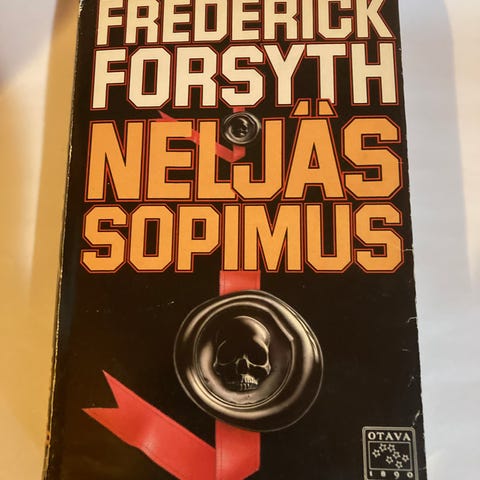 FREDERICK
FORSYTH
NELJÄS
SOPIMUS
OTAVA
1890